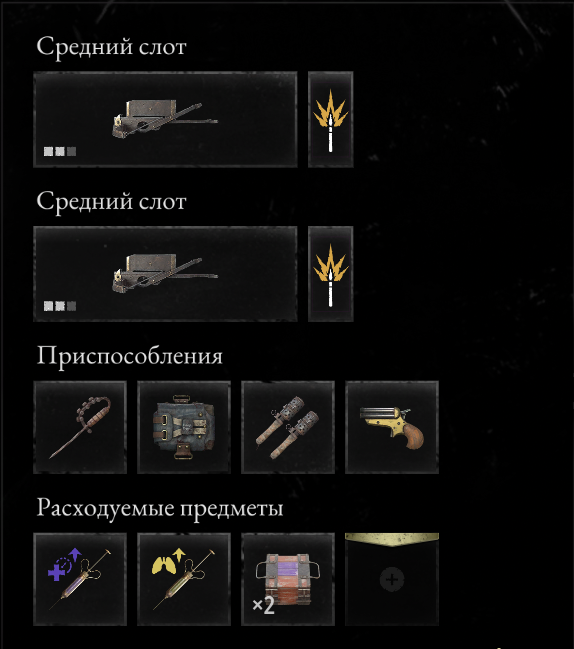 Средний слот
Средний слот
Приспособления
Расходуемые предметы
×2